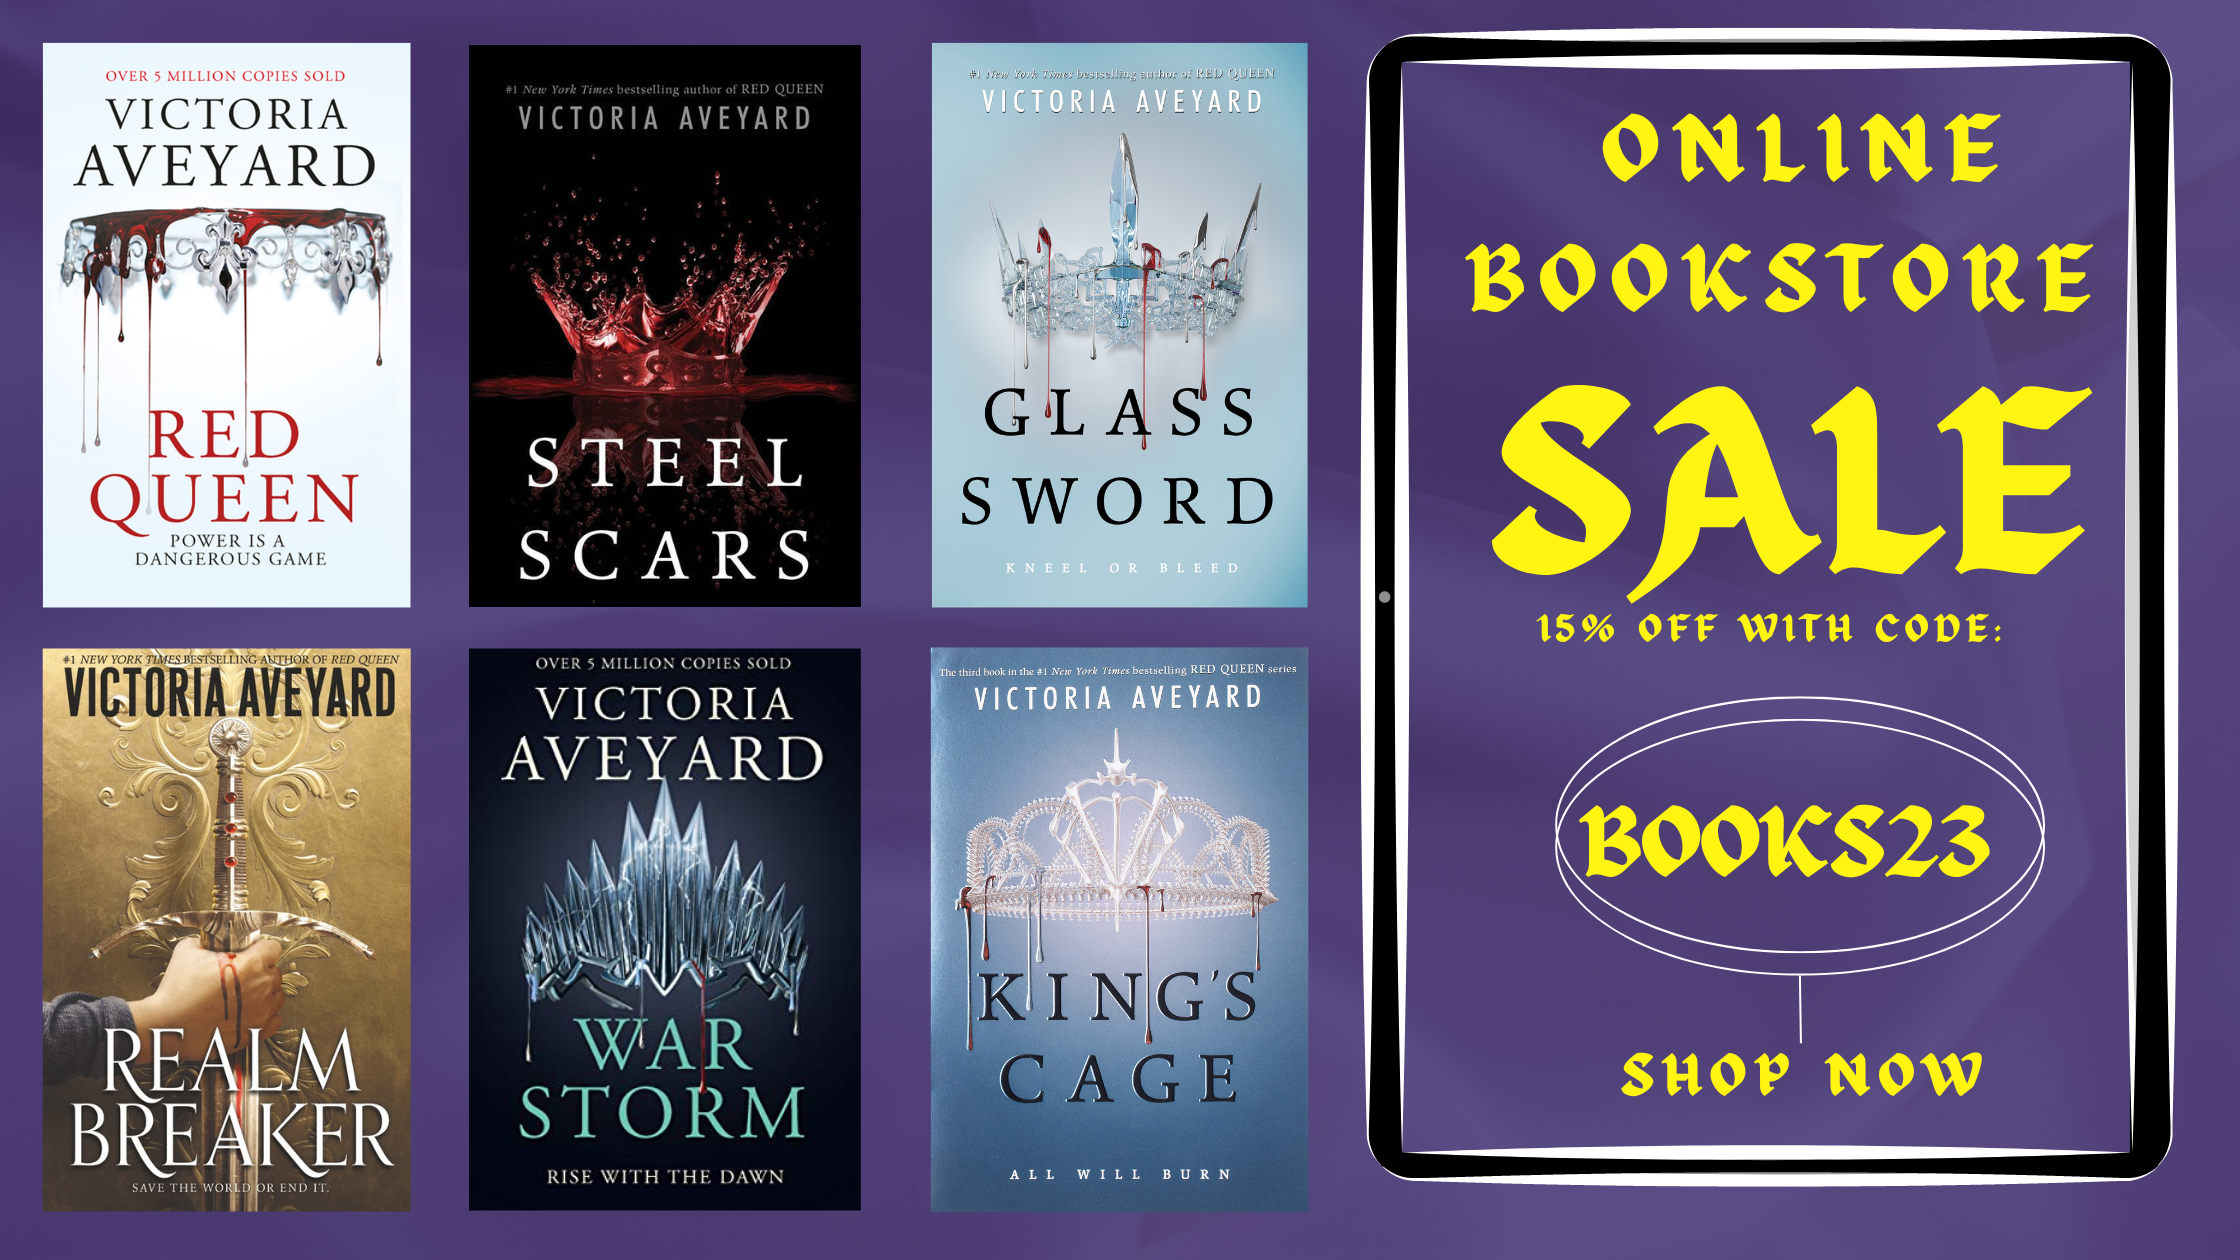 OVER 5 MILLION COPIES SOLD
VICTORIA
AVEYARD
RED
QUEEN
POWER IS A
DANGEROUS GAME
#1 New York Times bestselling author of RED QUEEN
VICTORIA AVEYARD
STEEL
SCARS
#1 New York Times bestselling author of RED QUEEN
VICTORIA AVEYARD
GLASS
SWORD
KNEEL OR BLEED
#1 NEW YORK TIMES BESTSELLING AUTHOR OF RED QUEEN
VICTORIA AVEYARD
REALM
BREAKER
SAVE THE WORLD OR END IT.
OVER 5 MILLION COPIES SOLD
VICTORIA
AVEYARD
WAR
STORM
RISE WITH THE DAWN
The third book in the #1 New York Times bestselling RED QUEEN series
VICTORIA AVEYARD
KING'S
CAGE
ALL WILL BURN
ONLINE
BOOKSTORE
SALE
15% OFF WITH CODE:
BOOKS23
SHOP NOW